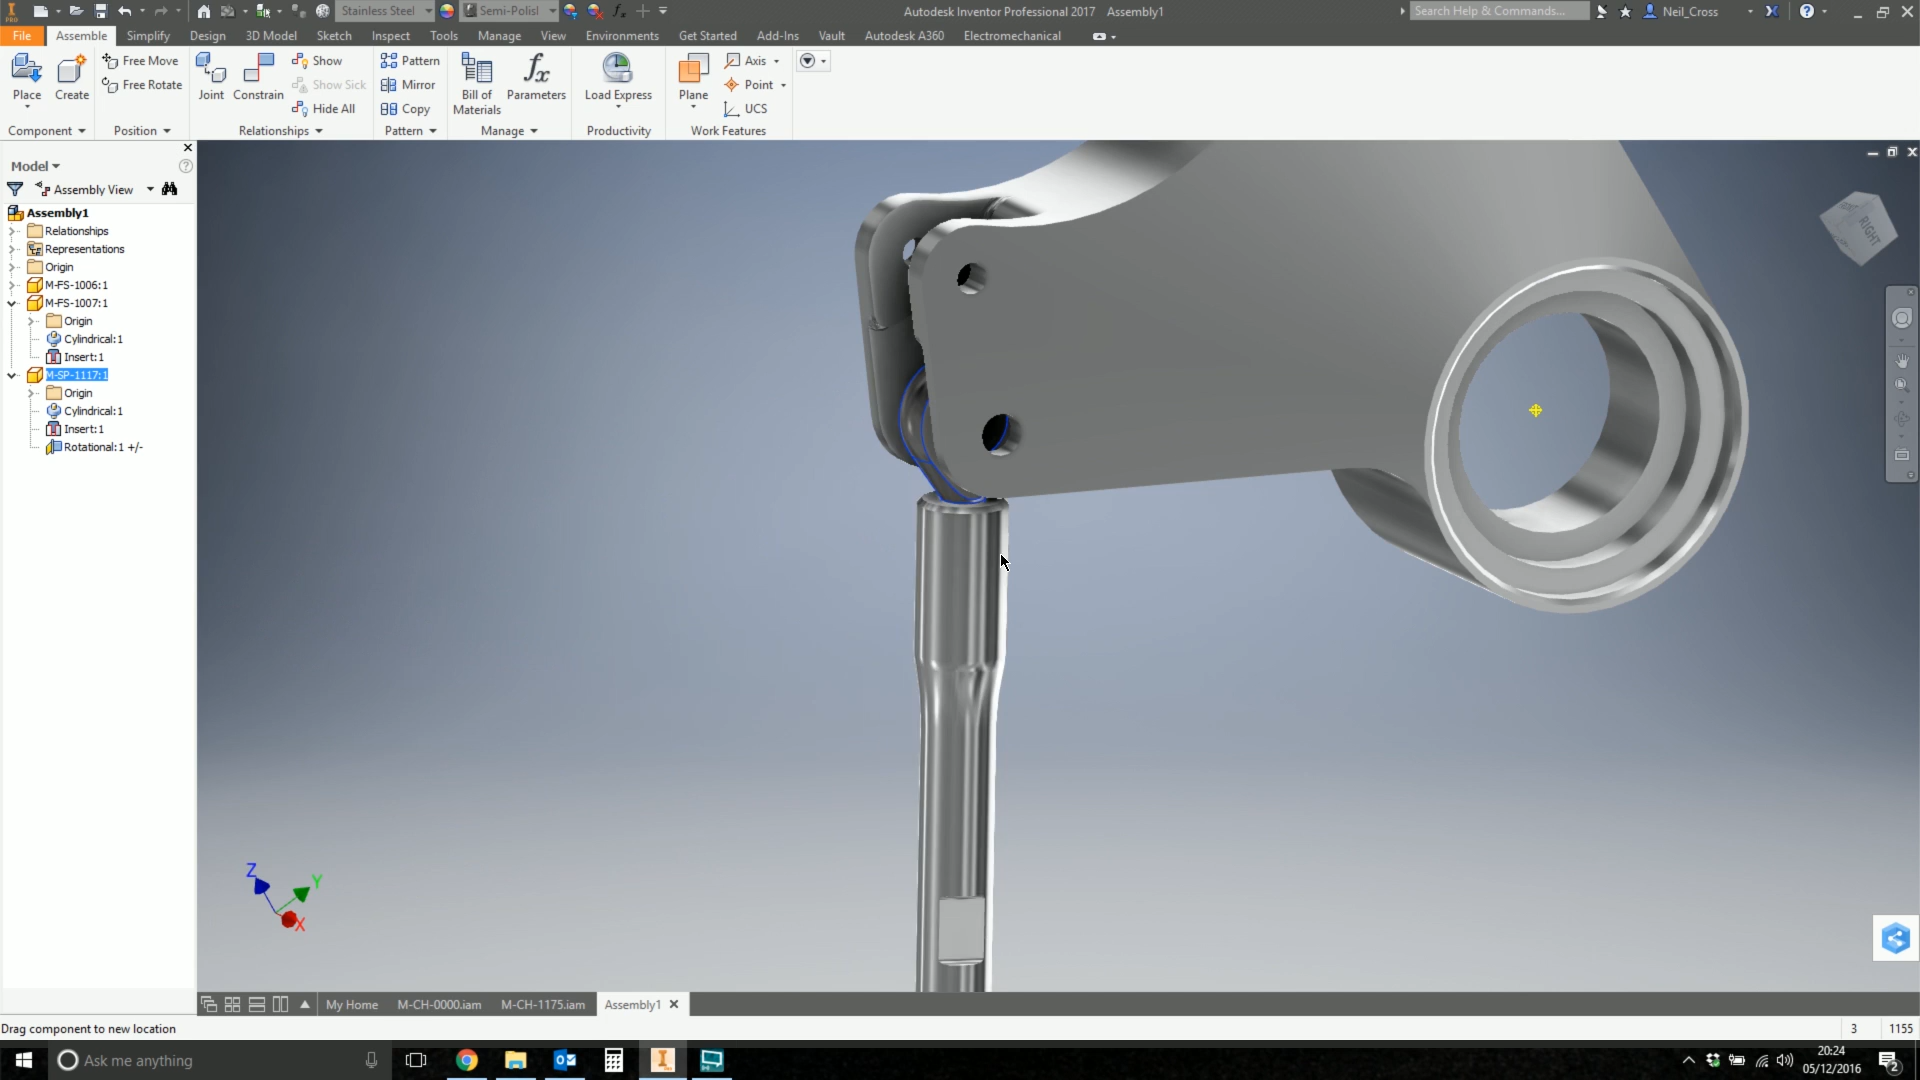 Stainless Steel
Semi-Polisl
Autodesk Inventor Professional 2017 Assembly1
Search Help & Commands...
Neil_Cross
PRO
File Assemble Simplify Design 3D Model Sketch Inspect Tools Manage View Environments Get Started Add-Ins Vault Autodesk A360 Electromechanical
Place
Create
Free Move
Free Rotate
Joint
Constrain
Show
Show Sick
Hide All
Pattern
Mirror
Copy
Bill of
Materials
fx
Parameters
Load Express
Plane
Axis
Point
UCS
Component
Position
Relationships
Pattern
Manage
Productivity
Work Features
Model
Assembly View
Assembly1
Relationships
Representations
Origin
M-FS-1006:1
M-FS-1007:1
Origin
Cylindrical:1
Insert:1
M-SP-1117:1
Origin
Cylindrical:1
Insert:1
Rotational:1 +/-
RIGHT
Z
Y
X
My Home
M-CH-0000.iam
M-CH-1175.iam
Assembly1
Drag component to new location
3
1155
Ask me anything
20:24
05/12/2016
2